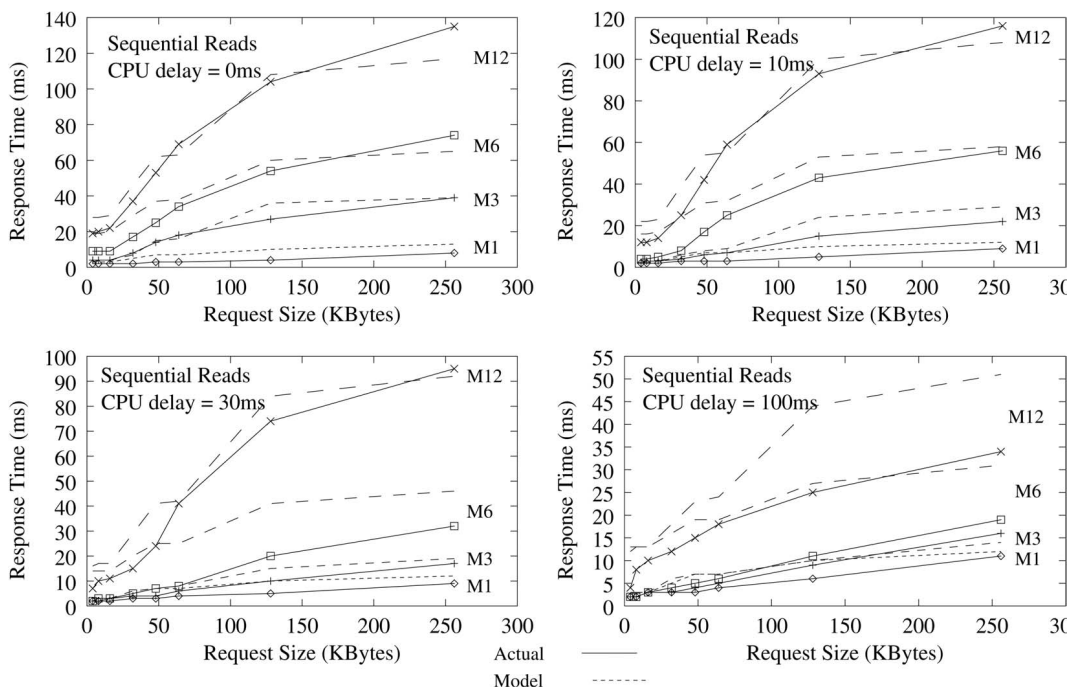 140
120
100
80
60
40
20
0
Response Time (ms)
Sequential Reads
CPU delay = 0ms
M12
M6
M3
M1
0 50 100 150 200 250 300
Request Size (KBytes)
120
100
80
60
40
20
0
Response Time (ms)
Sequential Reads
CPU delay = 10ms
M12
M6
M3
M1
0 50 100 150 200 250 30
Request Size (KBytes)
100
90
80
70
60
50
40
30
20
10
0
Response Time (ms)
Sequential Reads
CPU delay = 30ms
M12
M6
M3
M1
0 50 100 150 200 250 300
Request Size (KBytes)
55
50
45
40
35
30
25
20
15
10
5
0
Response Time (ms)
Sequential Reads
CPU delay = 100ms
M12
M6
M3
M1
0 50 100 150 200 250 300
Request Size (KBytes)
Actual
Model